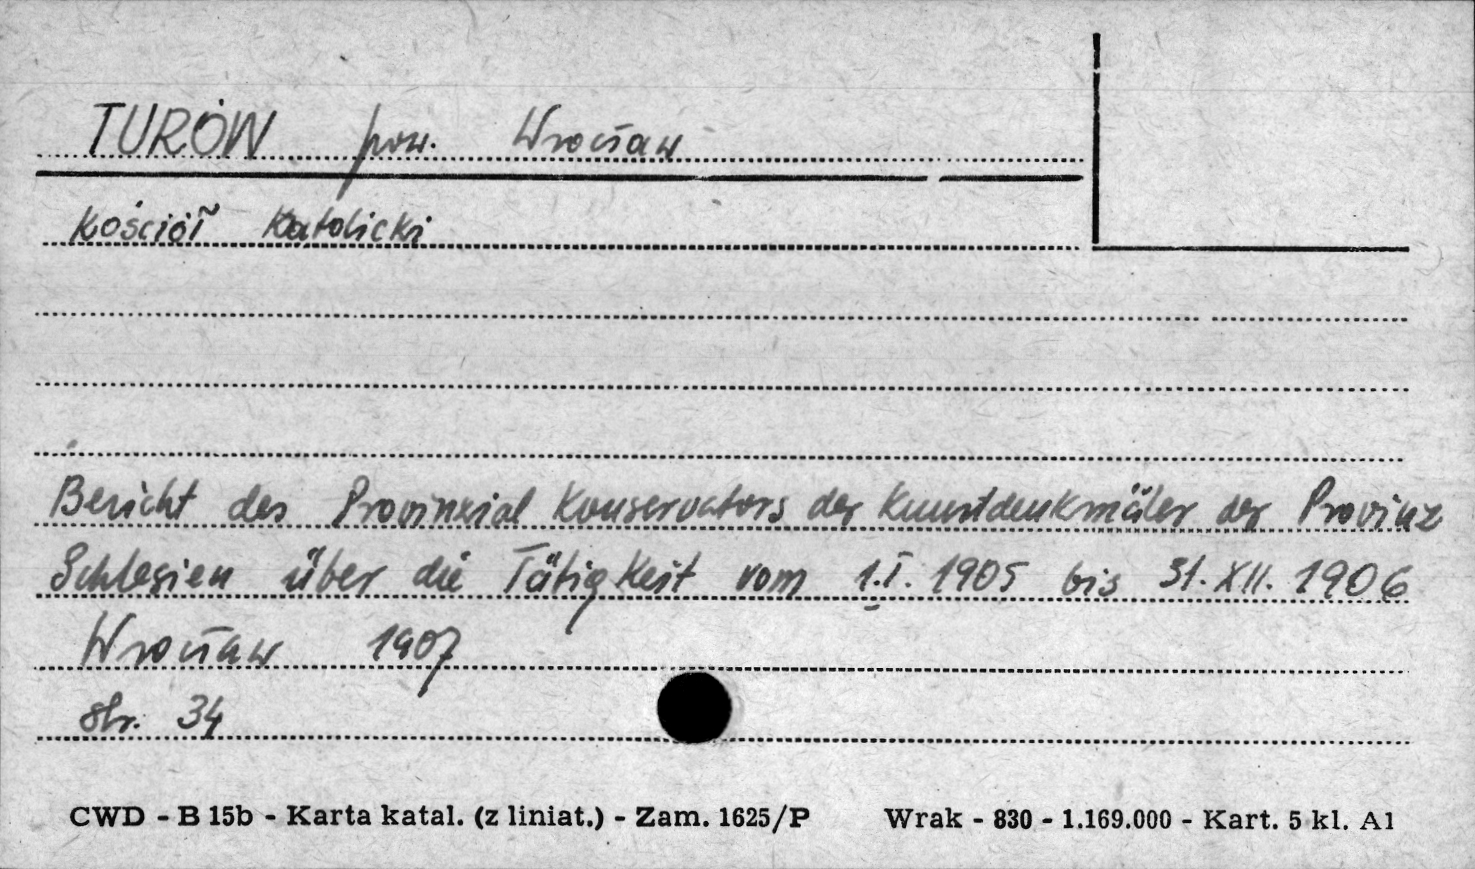 TURÓW pow. Wrocław
Kościół Katolicki
Bericht des Provinzial Konservators der Kunstdenkmäler der Provinz
Schlesien über die Tätigkeit vom 1.I. 1905 bis 31.XII. 1906
Wrocław 1907
str. 34
CWD - B 15b - Karta katal. (z liniat.) - Zam. 1625/P Wrak - 830 - 1.169.000 - Kart. 5 kl. A1